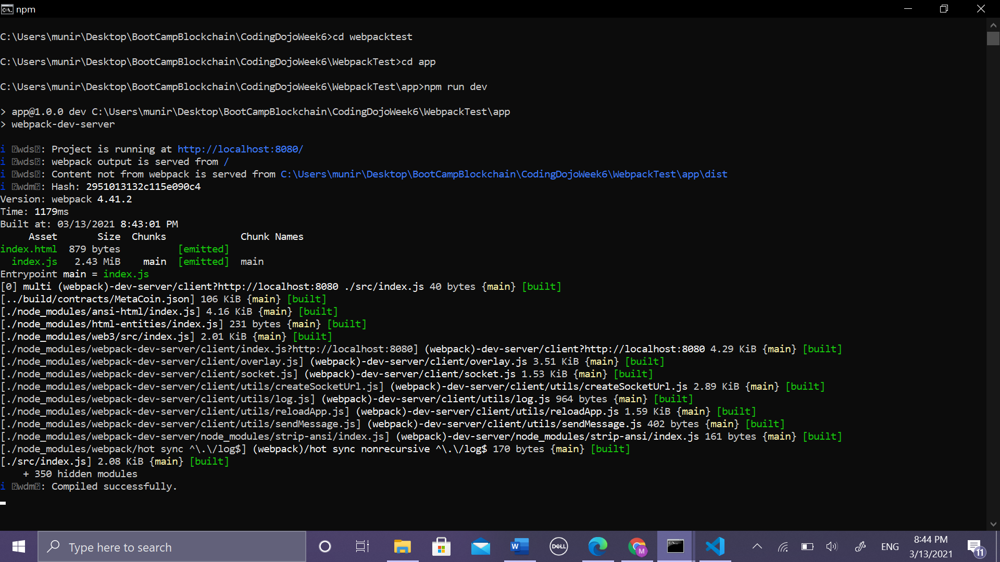 npm
C:\Users\munir\Desktop\BootCampBlockchain\CodingDojoWeek6>cd webpacktest
C:\Users\munir\Desktop\BootCampBlockchain\CodingDojoWeek6\WebpackTest>cd app
C:\Users\munir\Desktop\BootCampBlockchain\CodingDojoWeek6\WebpackTest\app>npm run dev
> app@1.0.0 dev C:\Users\munir\Desktop\BootCampBlockchain\CodingDojoWeek6\WebpackTest\app
> webpack-dev-server
i ｢wds｣: Project is running at http://localhost:8080/
i ｢wds｣: webpack output is served from /
i ｢wds｣: Content not from webpack is served from C:\Users\munir\Desktop\BootCampBlockchain\CodingDojoWeek6\WebpackTest\app\dist
i ｢wdm｣: Hash: 2951013132c115e090c4
Version: webpack 4.41.2
Time: 1179ms
Built at: 03/13/2021 8:43:01 PM
Asset Size Chunks Chunk Names
index.html 879 bytes [emitted]
index.js 2.43 MiB main [emitted] main
Entrypoint main = index.js
[0] multi (webpack)-dev-server/client?http://localhost:8080 ./src/index.js 40 bytes {main} [built]
[../build/contracts/MetaCoin.json] 106 KiB {main} [built]
[./node_modules/ansi-html/index.js] 4.16 KiB {main} [built]
[./node_modules/html-entities/index.js] 231 bytes {main} [built]
[./node_modules/web3/src/index.js] 2.01 KiB {main} [built]
[./node_modules/webpack-dev-server/client/index.js?http://localhost:8080] (webpack)-dev-server/client?http://localhost:8080 4.29 KiB {main} [built]
[./node_modules/webpack-dev-server/client/overlay.js] (webpack)-dev-server/client/overlay.js 3.51 KiB {main} [built]
[./node_modules/webpack-dev-server/client/socket.js] (webpack)-dev-server/client/socket.js 1.53 KiB {main} [built]
[./node_modules/webpack-dev-server/client/utils/createSocketUrl.js] (webpack)-dev-server/client/utils/createSocketUrl.js 2.89 KiB {main} [built]
[./node_modules/webpack-dev-server/client/utils/log.js] (webpack)-dev-server/client/utils/log.js 964 bytes {main} [built]
[./node_modules/webpack-dev-server/client/utils/reloadApp.js] (webpack)-dev-server/client/utils/reloadApp.js 1.59 KiB {main} [built]
[./node_modules/webpack-dev-server/client/utils/sendMessage.js] (webpack)-dev-server/client/utils/sendMessage.js 402 bytes {main} [built]
[./node_modules/webpack-dev-server/node_modules/strip-ansi/index.js] (webpack)-dev-server/node_modules/strip-ansi/index.js 161 bytes {main} [built]
[./node_modules/webpack/hot sync ^\.\/log$] (webpack)/hot sync nonrecursive ^\.\/log$ 170 bytes {main} [built]
[./src/index.js] 2.08 KiB {main} [built]
+ 350 hidden modules
i ｢wdm｣: Compiled successfully.
Type here to search
W
DELL
M
ENG
8:44 PM
3/13/2021
11